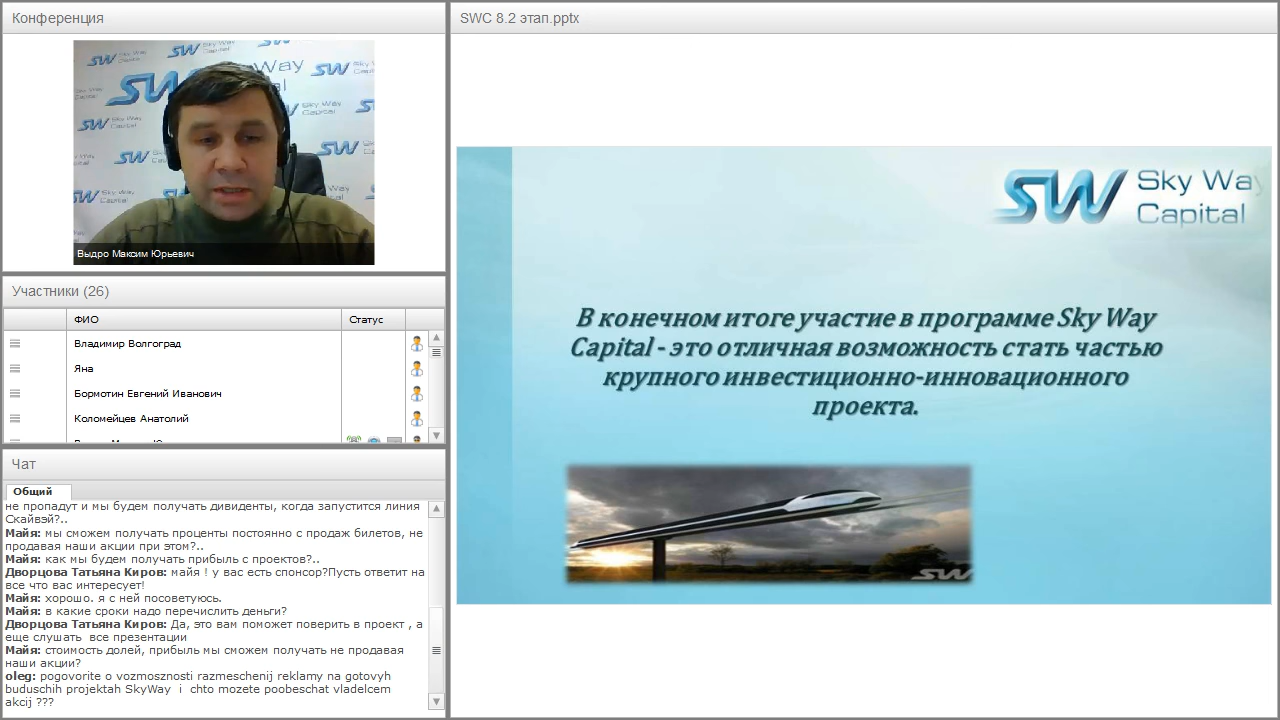 Конференция
SW Sky Way Capital
Выдро Максим Юрьевич
Участники (26)
ФИО
Статус
Владимир Волгоград
Яна
Бормотин Евгений Иванович
Коломейцев Анатолий
Чат
Общий
не пропадут и мы будем получать дивиденты, когда запустится линия
Скайвэй?..
Майя: мы сможем получать проценты постоянно с продаж билетов, не
продавая наши акции при этом?..
Майя: как мы будем получать прибыль с проектов?..
Дворцова Татьяна Киров: майя ! у вас есть спонсор?Пусть ответит на
все что вас интересует!
Майя: хорошо. я с ней посоветуюсь.
Майя: в какие сроки надо перечислить деньги?
Дворцова Татьяна Киров: Да, это вам поможет поверить в проект , а
еще слушать все презентации
Майя: стоимость долей, прибыль мы сможем получать не продавая
наши акции?
oleg: pogovorite o vozmosznosti razmeschenij reklamy na gotovyh
buduschih projektah SkyWay i chto mozete poobeschat vladelcem
akcij ???
SWC 8.2 этап.pptx
SW Sky Way
Capital
В конечном итоге участие в программе Sky Way
Capital - это отличная возможность стать частью
крупного инвестиционно-инновационного
проекта.
SW